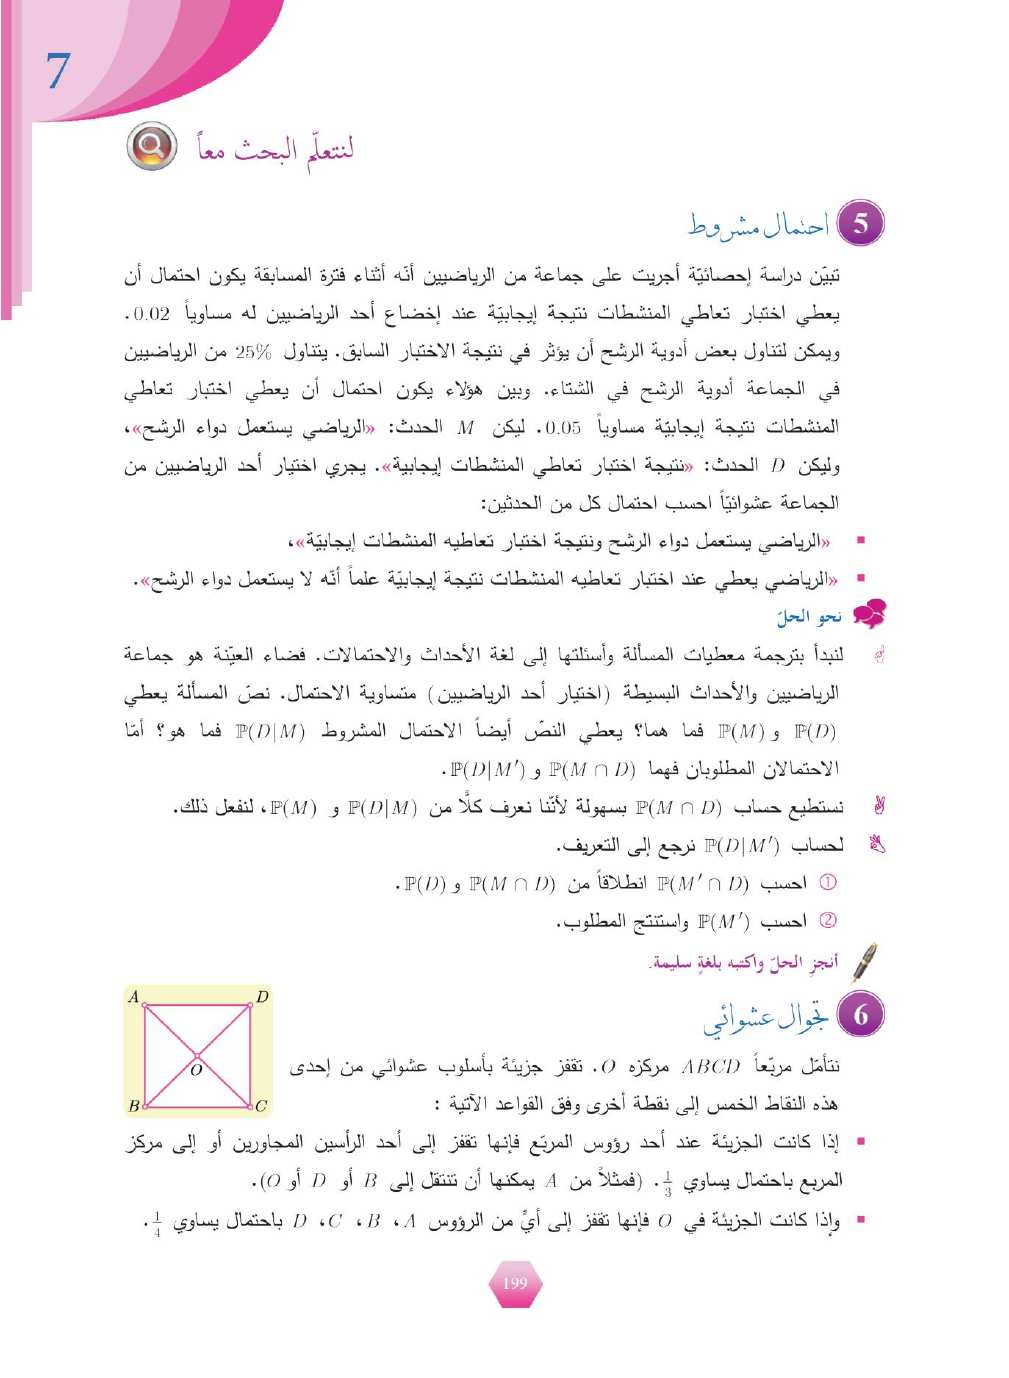 7
لنتعلّم البحث معاً
5 احتمال مشروط
تبيّن دراسة إحصائيّة أجريت على جماعة من الرياضيين أنّه أثناء فترة المسابقة يكون احتمال أن
يعطي اختبار تعاطي المنشطات نتيجة إيجابيّة عند إخضاع أحد الرياضيين له مساوياً 0.02.
ويمكن لتناول بعض أدوية الرشح أن يؤثر في نتيجة الاختبار السابق. يتناول 25% من الرياضيين
في الجماعة أدوية الرشح في الشتاء. وبين هؤلاء يكون احتمال أن يعطي اختبار تعاطي
المنشطات نتيجة إيجابيّة مساوياً 0.05. ليكن M الحدث: «الرياضي يستعمل دواء الرشح»،
وليكن D الحدث: «نتيجة اختبار تعاطي المنشطات إيجابية». يجري اختيار أحد الرياضيين من
الجماعة عشوائيّاً احسب احتمال كل من الحدثين:
▪ «الرياضي يستعمل دواء الرشح ونتيجة اختبار تعاطيه المنشطات إيجابيّة»،
▪ «الرياضي يعطي عند اختبار تعاطيه المنشطات نتيجة إيجابيّة علماً أنّه لا يستعمل دواء الرشح».
نحو الحلّ
لنبدأ بترجمة معطيات المسألة وأسئلتها إلى لغة الأحداث والاحتمالات. فضاء العيّنة هو جماعة
الرياضيين والأحداث البسيطة (اختيار أحد الرياضيين) متساوية الاحتمال. نصّ المسألة يعطي
ℙ(D) و ℙ(M) فما هما؟ يعطي النصّ أيضاً الاحتمال المشروط ℙ(D|M) فما هو؟ أمّا
الاحتمالان المطلوبان فهما ℙ(M ∩ D) و ℙ(D|M′).
نستطيع حساب ℙ(M ∩ D) بسهولة لأنّنا نعرف كلًّا من ℙ(D|M) و ℙ(M)، لنفعل ذلك.
لحساب ℙ(D|M′) نرجع إلى التعريف.
① احسب ℙ(M′ ∩ D) انطلاقاً من ℙ(M ∩ D) و ℙ(D).
② احسب ℙ(M′) واستنتج المطلوب.
أنجز الحلّ واكتبه بلغةٍ سليمة.
6 تجوال عشوائي
A D
O
B C
نتأمّل مربّعاً ABCD مركزه O. تقفز جزيئة بأسلوب عشوائي من إحدى
هذه النقاط الخمس إلى نقطة أخرى وفق القواعد الآتية :
▪ إذا كانت الجزيئة عند أحد رؤوس المربّع فإنها تقفز إلى أحد الرأسين المجاورين أو إلى مركز
المربع باحتمال يساوي 1/3. (فمثلاً من A يمكنها أن تنتقل إلى B أو D أو O).
▪ وإذا كانت الجزيئة في O فإنها تقفز إلى أيٍّ من الرؤوس A، B، C، D باحتمال يساوي 1/4.
199